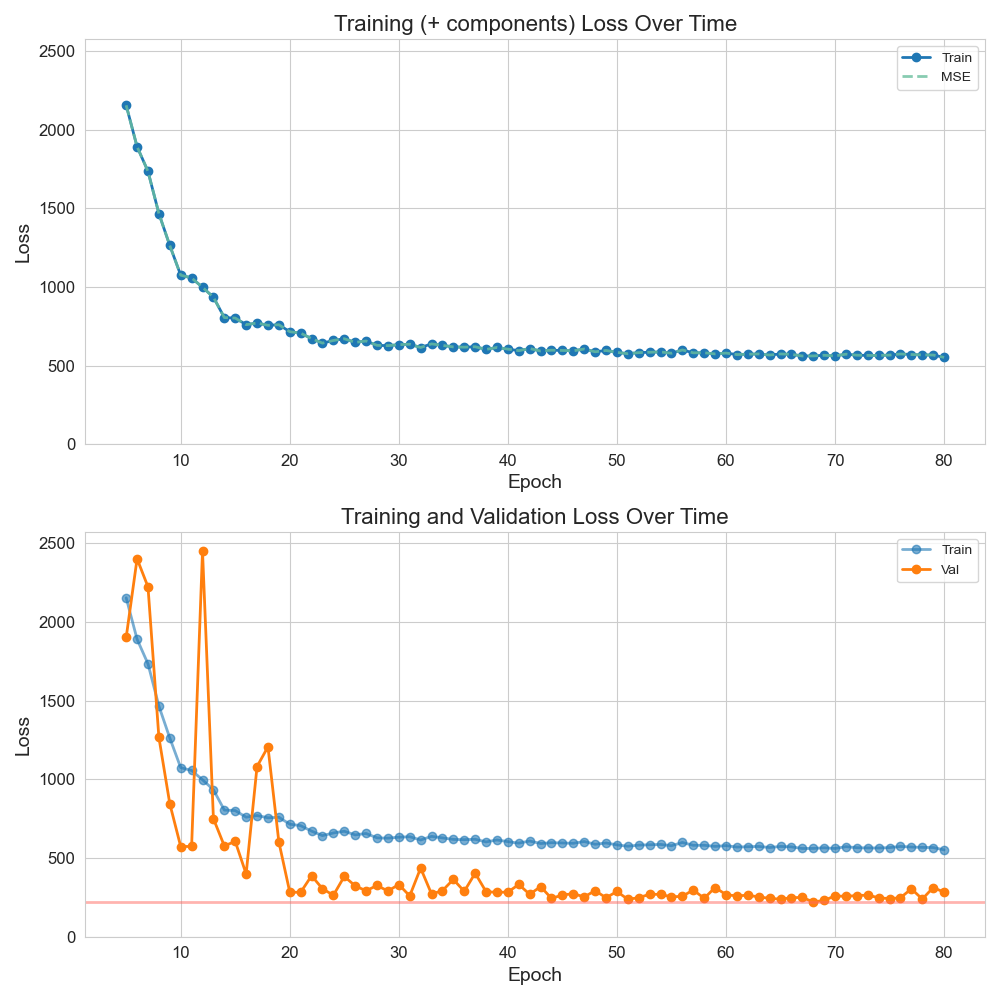 Training (+ components) Loss Over Time
2500
2000
1500
1000
500
0
Loss
Train
MSE
10 20 30 40 50 60 70 80
Epoch
Training and Validation Loss Over Time
2500
2000
1500
1000
500
0
Loss
Train
Val
10 20 30 40 50 60 70 80
Epoch